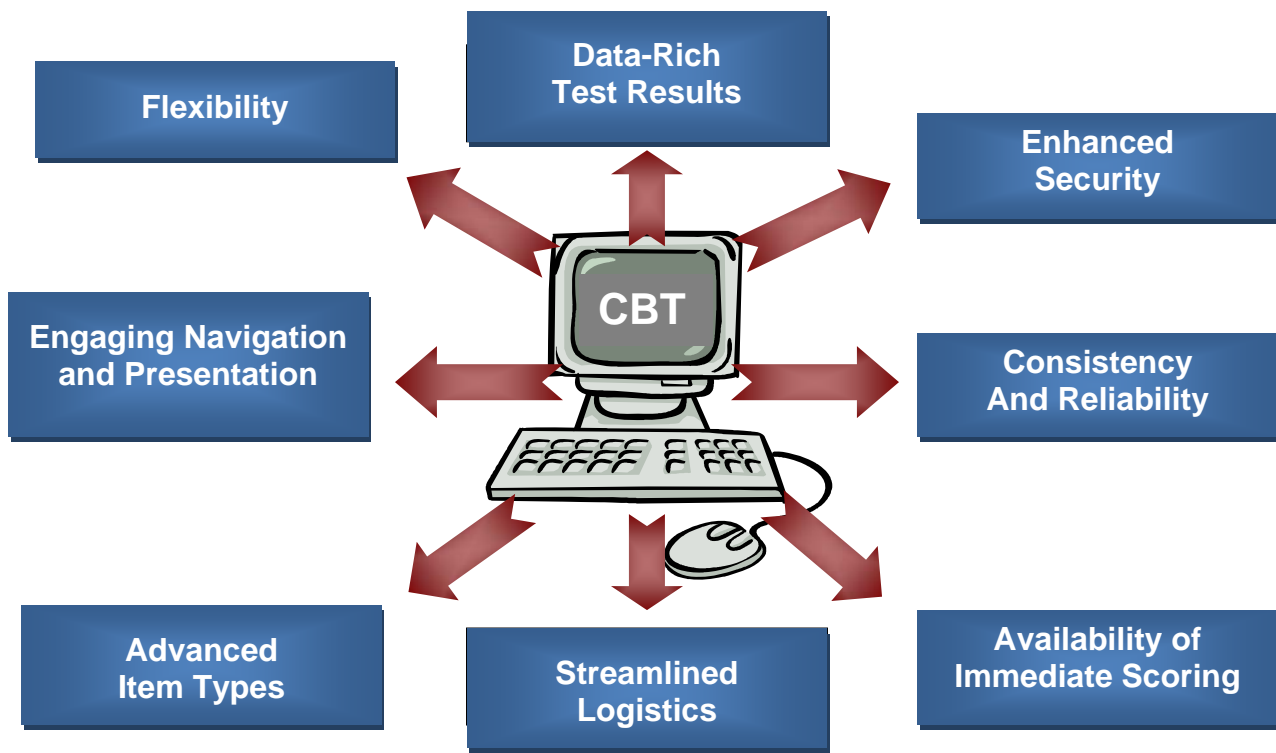 Data-Rich
Test Results
Flexibility
Enhanced
Security
CBT
Engaging Navigation
and Presentation
Consistency
And Reliability
Advanced
Item Types
Streamlined
Logistics
Availability of
Immediate Scoring